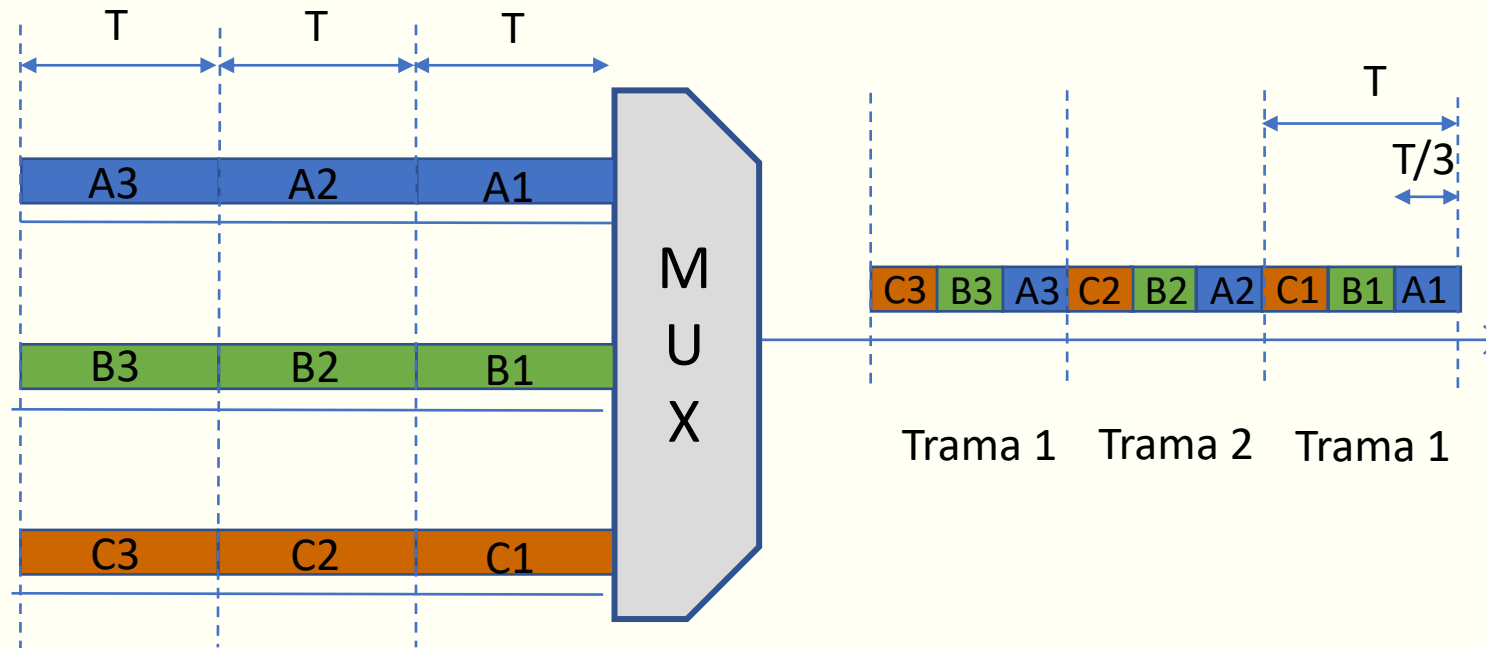 T T T
T
T/3
A3 A2 A1
M
U
X
C3 B3 A3 C2 B2 A2 C1 B1 A1
B3 B2 B1
Trama 1 Trama 2 Trama 1
C3 C2 C1